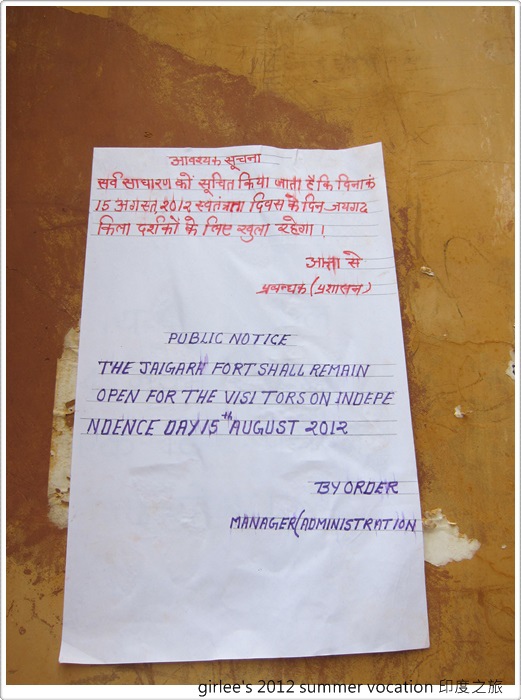 आवश्यक सूचना
सर्व साधारण को सूचित किया जाता है कि दिनांक
15 अगस्त 2012 स्वतंत्रता दिवस के दिन जयगढ
किला दर्शकों के लिए खुला रहेगा।
आज्ञा से
प्रबन्धक (प्रशासन)
PUBLIC NOTICE
THE JAIGARH FORT SHALL REMAIN
OPEN FOR THE VISITORS ON INDEPE
NDENCE DAY 15th AUGUST 2012
BY ORDER
MANAGER(ADMINISTRATION
girlee's 2012 summer vocation 印度之旅